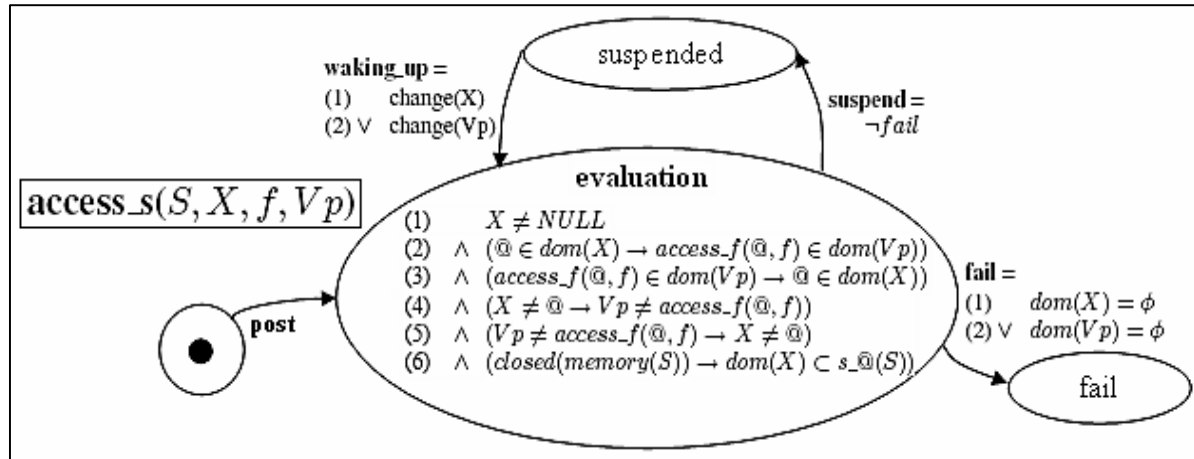 suspended
waking_up =
(1) change(X)
(2) ∨ change(Vp)
suspend =
¬fail
evaluation
access_s(S, X, f, Vp)
(1) X ≠ NULL
(2) ∧ (@ ∈ dom(X) → access_f(@, f) ∈ dom(Vp))
(3) ∧ (access_f(@, f) ∈ dom(Vp) → @ ∈ dom(X))
(4) ∧ (X ≠ @ → Vp ≠ access_f(@, f))
(5) ∧ (Vp ≠ access_f(@, f) → X ≠ @)
(6) ∧ (closed(memory(S)) → dom(X) ⊂ s_@(S))
fail =
(1) dom(X) = ϕ
(2) ∨ dom(Vp) = ϕ
post
fail